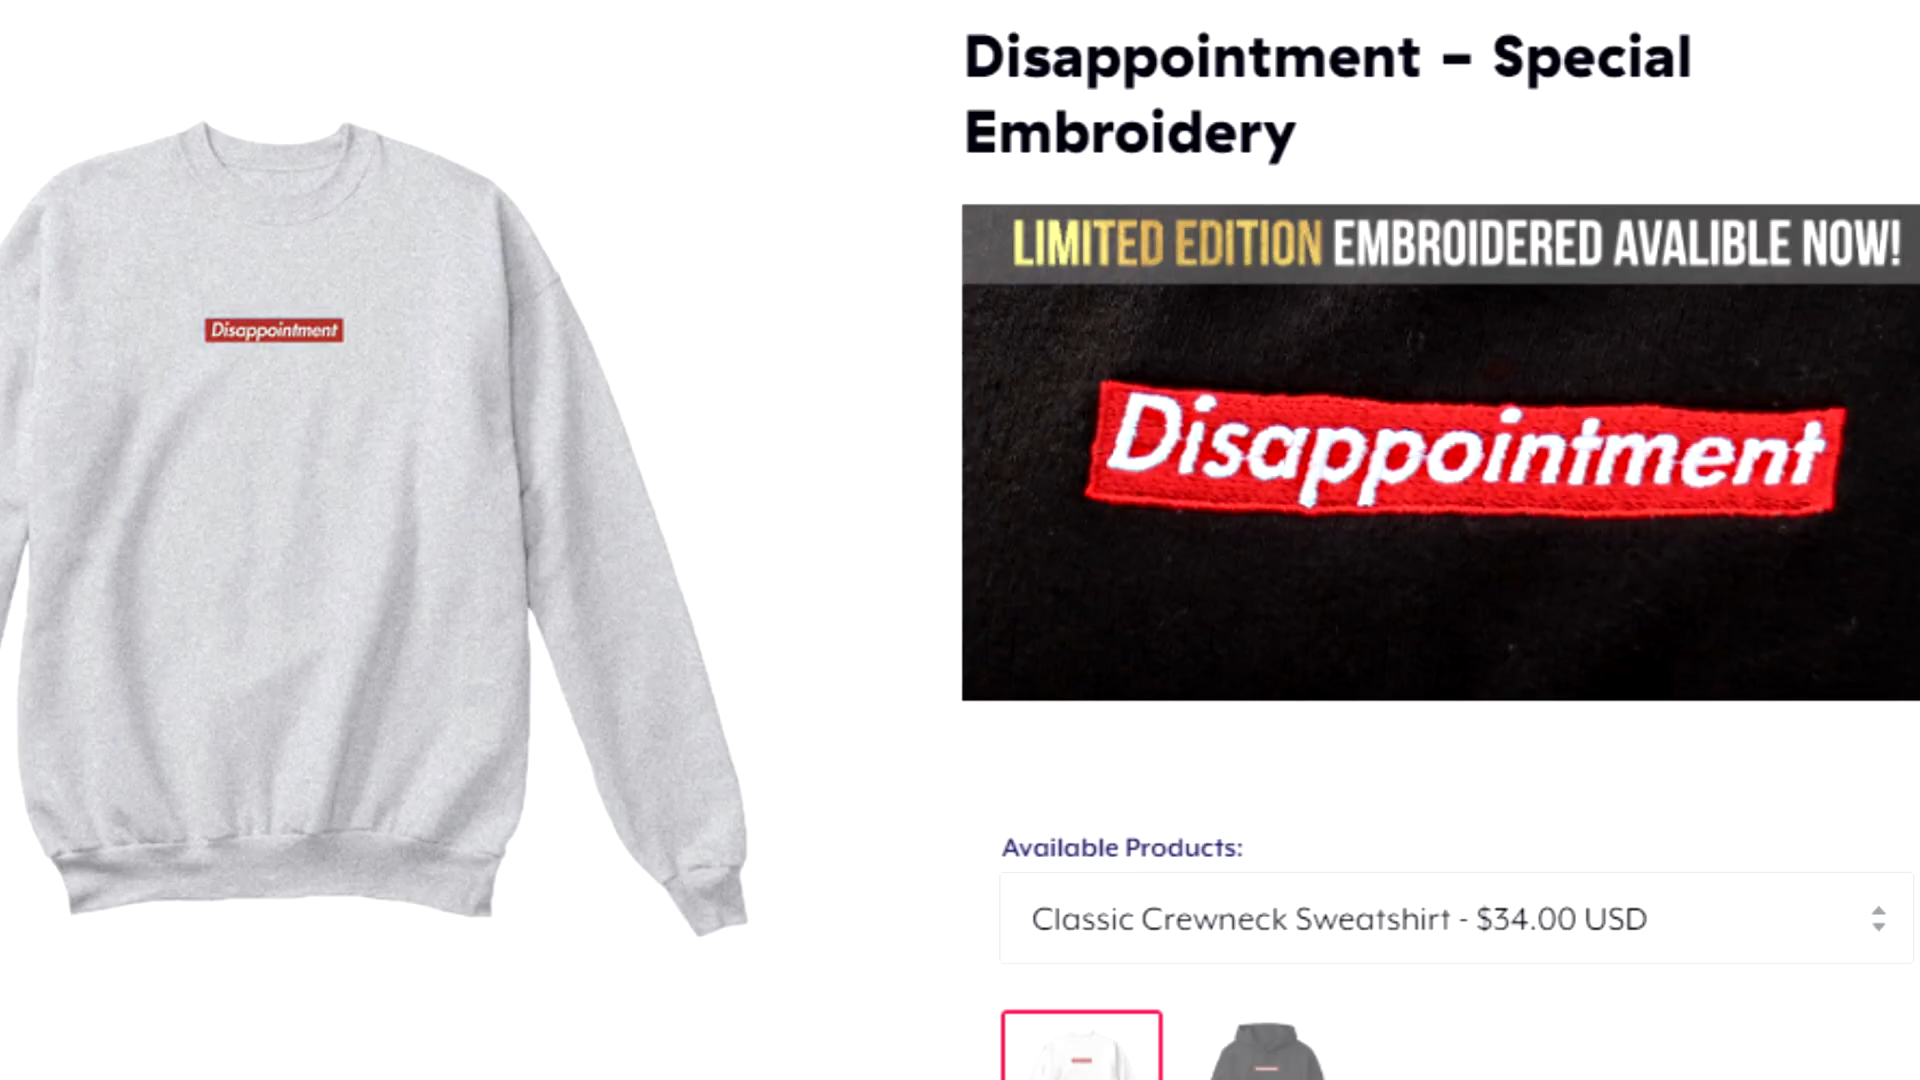 Disappointment – Special
Embroidery
Disappointment
LIMITED EDITION EMBROIDERED AVALIBLE NOW!
Disappointment
Available Products:
Classic Crewneck Sweatshirt - $34.00 USD